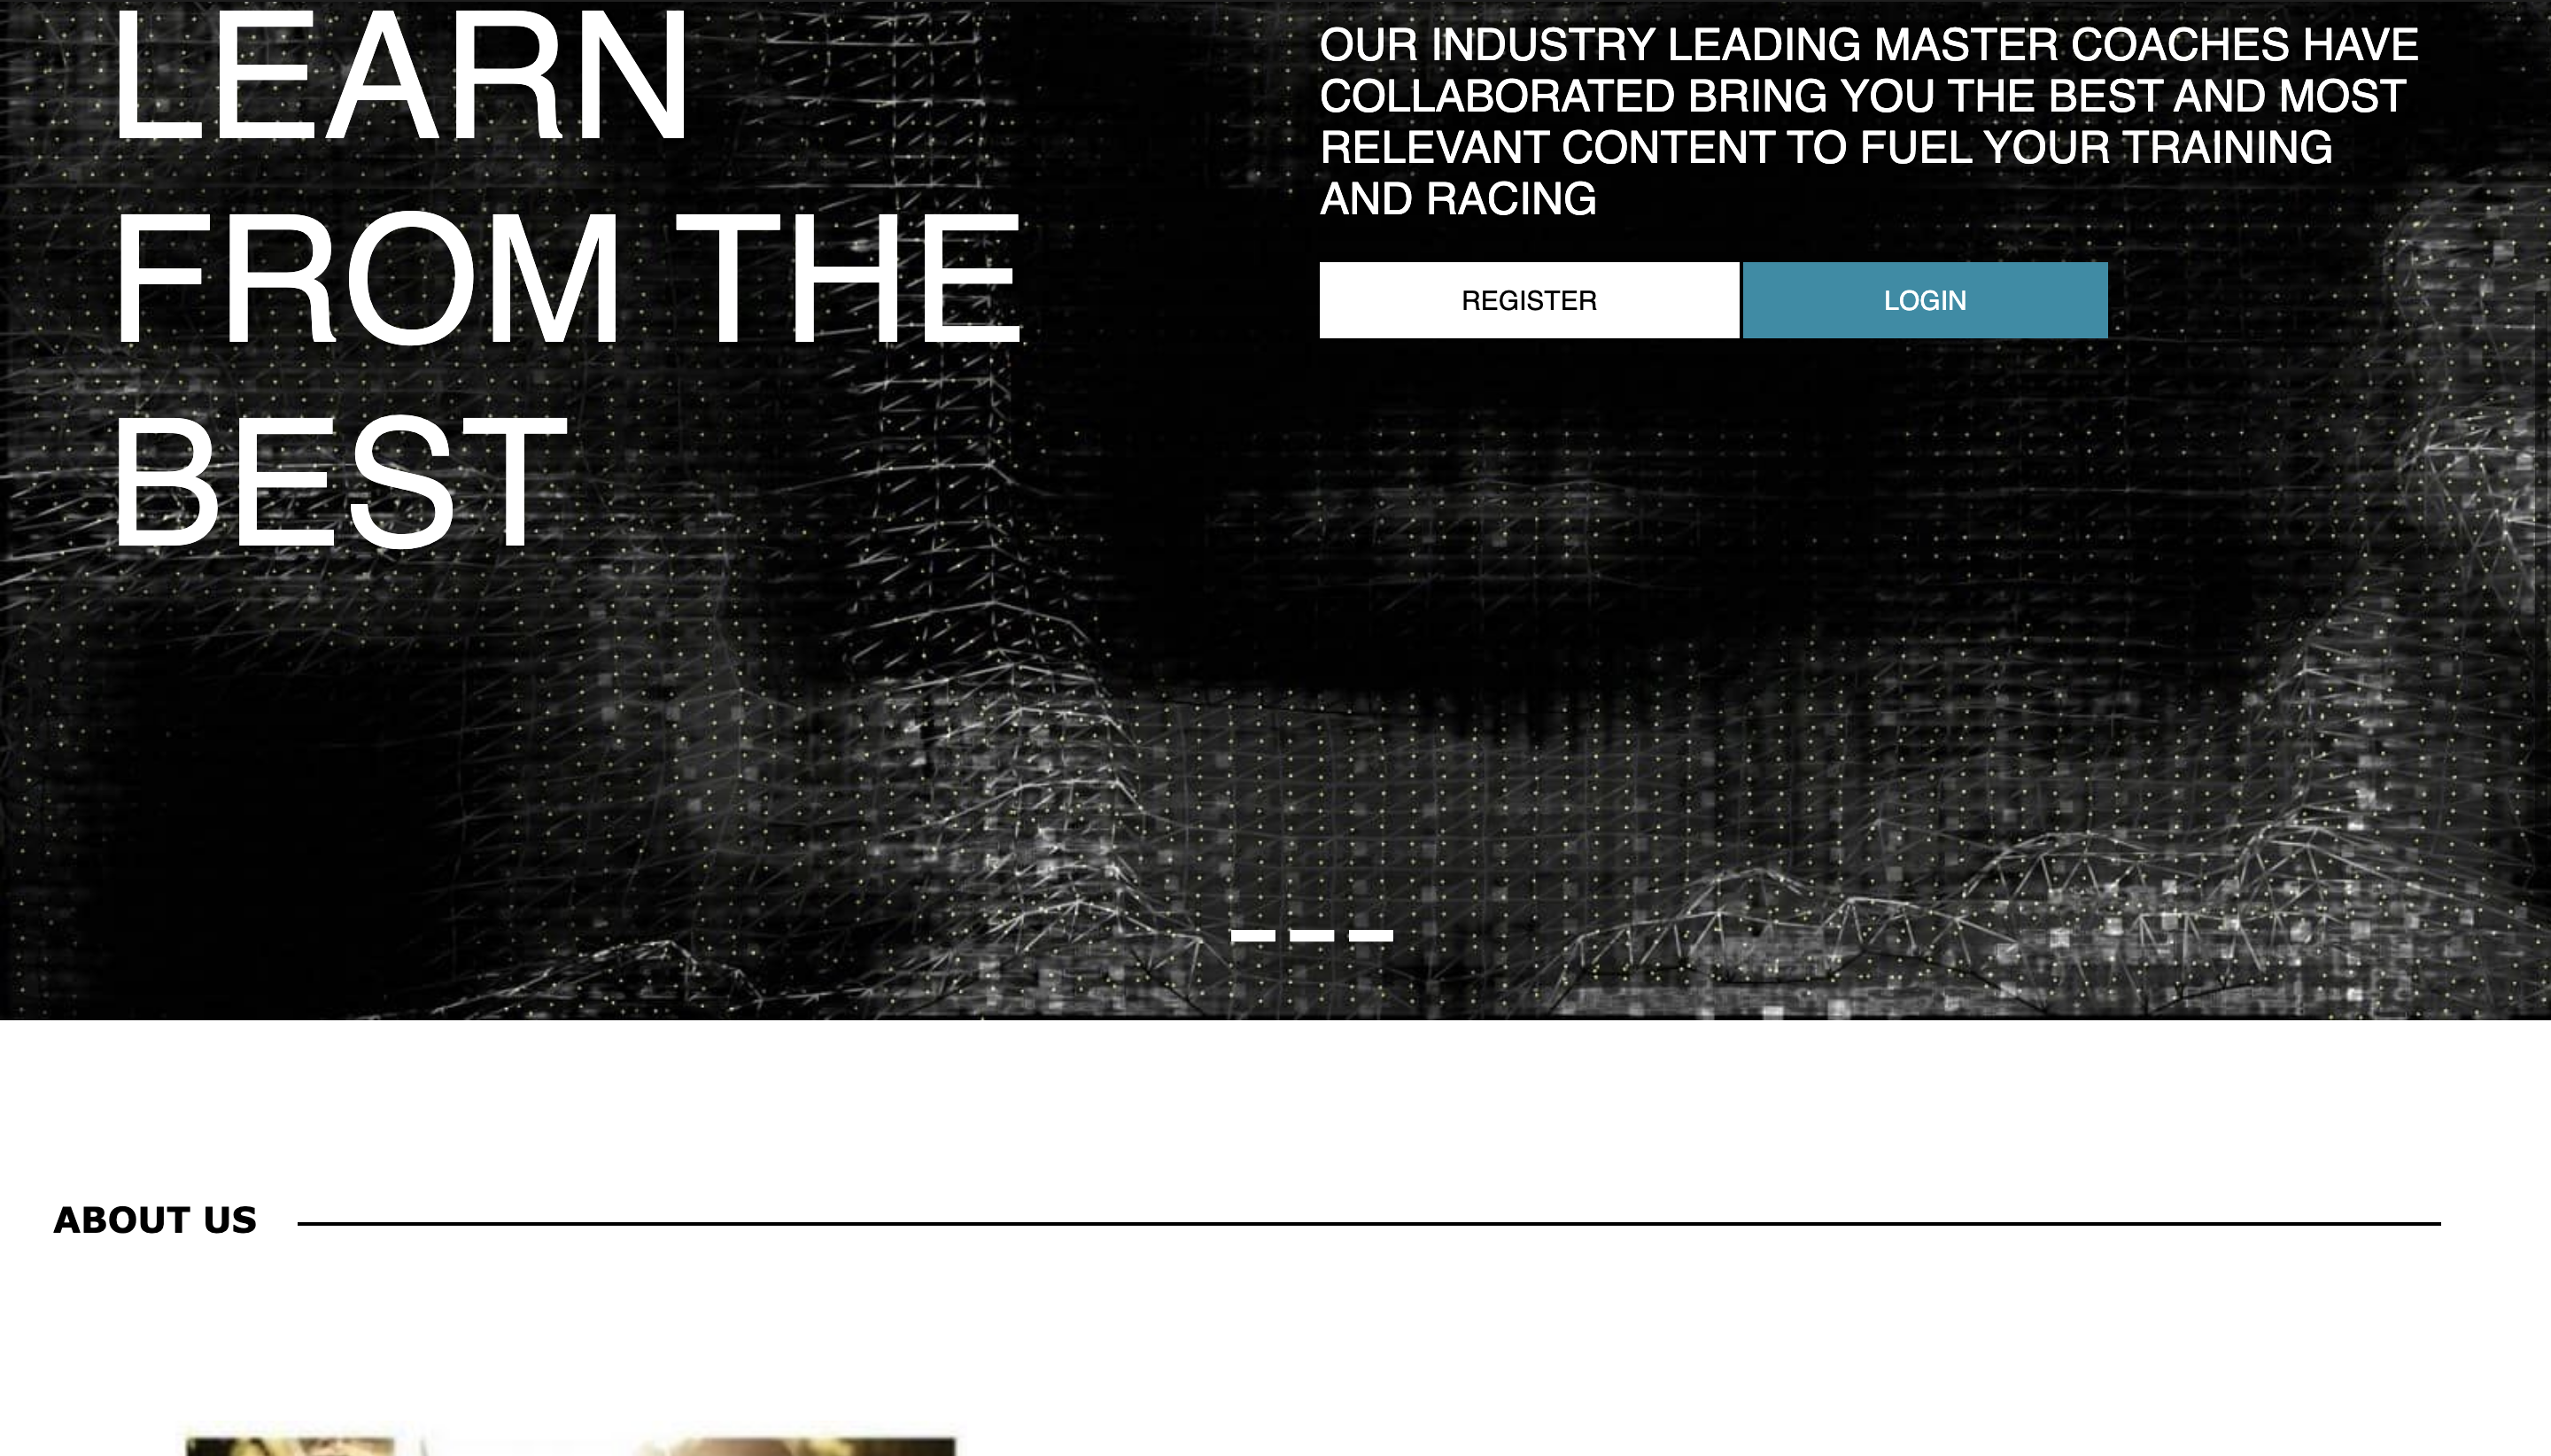 LEARN
FROM THE
BEST
OUR INDUSTRY LEADING MASTER COACHES HAVE
COLLABORATED BRING YOU THE BEST AND MOST
RELEVANT CONTENT TO FUEL YOUR TRAINING
AND RACING
REGISTER
LOGIN
ABOUT US